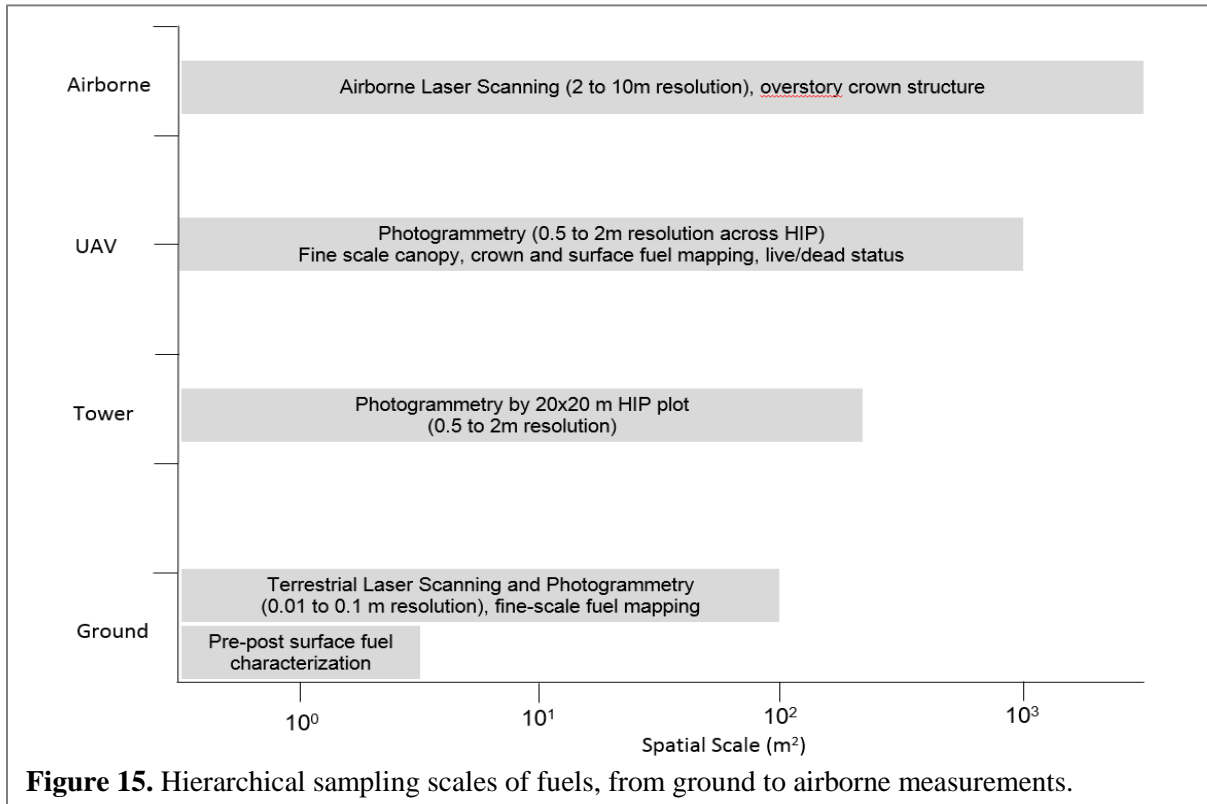 Airborne
Airborne Laser Scanning (2 to 10m resolution), overstory crown structure
UAV
Photogrammetry (0.5 to 2m resolution across HIP)
Fine scale canopy, crown and surface fuel mapping, live/dead status
Tower
Photogrammetry by 20x20 m HIP plot
(0.5 to 2m resolution)
Ground
Terrestrial Laser Scanning and Photogrammetry
(0.01 to 0.1 m resolution), fine-scale fuel mapping
Pre-post surface fuel
characterization
10⁰ 10¹ 10² 10³
Spatial Scale (m²)
Figure 15. Hierarchical sampling scales of fuels, from ground to airborne measurements.